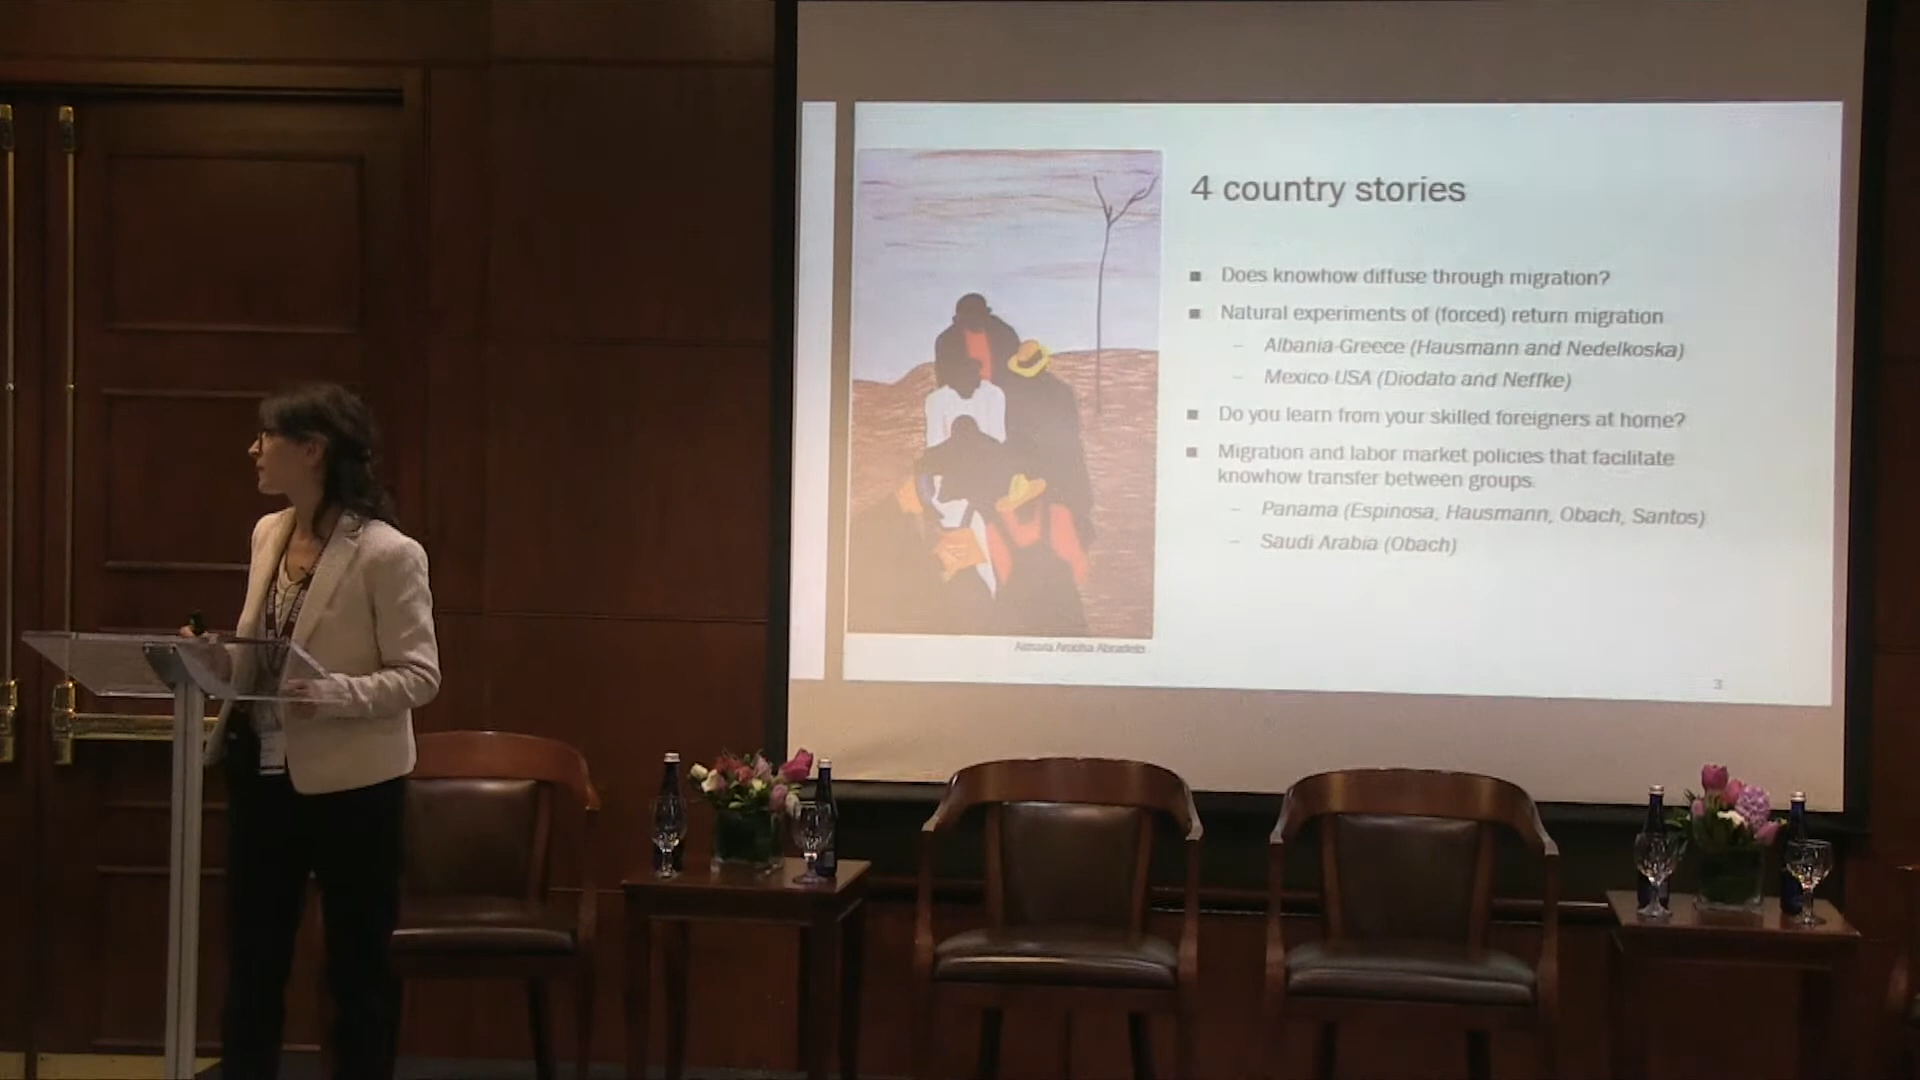 4 country stories
Does knowhow diffuse through migration?
Natural experiments of (forced) return migration
– Albania-Greece (Hausmann and Nedelkoska)
– Mexico-USA (Diodato and Neffke)
Do you learn from your skilled foreigners at home?
Migration and labor market policies that facilitate
knowhow transfer between groups.
– Panama (Espinosa, Hausmann, Obach, Santos)
– Saudi Arabia (Obach)
3